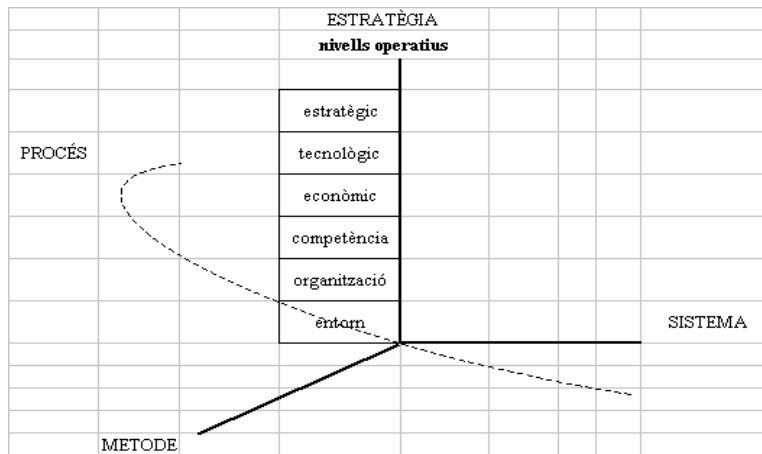 ESTRATÈGIA
nivells operatius
estratègic
PROCÉS
tecnològic
econòmic
competència
organització
entorn
SISTEMA
METODE